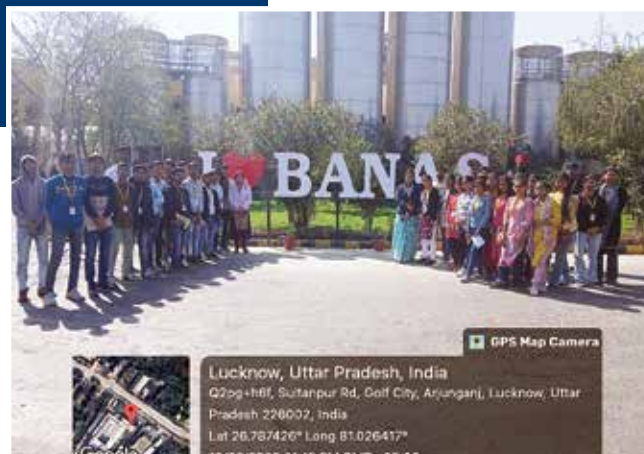 I ❤ BANAS
GPS Map Camera
Lucknow, Uttar Pradesh, India
Q2pg+h6f, Sultanpur Rd, Golf City, Arjunganj, Lucknow, Uttar
Pradesh 226002, India
Lat 26.787426° Long 81.026417°
Google